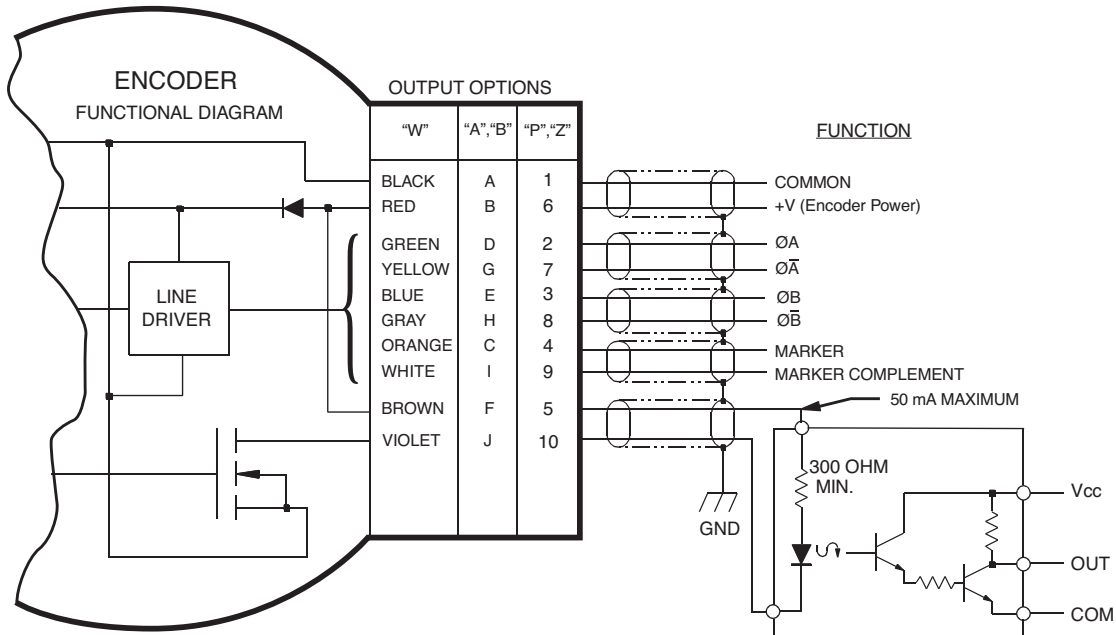 ENCODER
FUNCTIONAL DIAGRAM
OUTPUT OPTIONS
“W” “A”,“B” “P”,“Z”
FUNCTION
BLACK A 1 COMMON
RED B 6 +V (Encoder Power)
GREEN D 2 ØA
YELLOW G 7 ØA̅
BLUE E 3 ØB
GRAY H 8 ØB̅
ORANGE C 4 MARKER
WHITE I 9 MARKER COMPLEMENT
BROWN F 5 50 mA MAXIMUM
VIOLET J 10
LINE
DRIVER
300 OHM
MIN.
GND
Vcc
OUT
COM